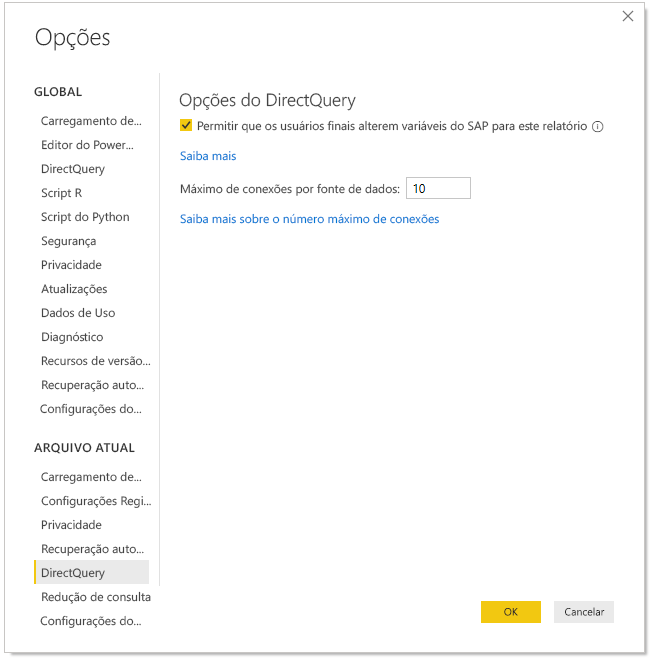 Opções
GLOBAL
Carregamento de...
Editor do Power...
DirectQuery
Script R
Script do Python
Segurança
Privacidade
Atualizações
Dados de Uso
Diagnóstico
Recursos de versão...
Recuperação auto...
Configurações do...
ARQUIVO ATUAL
Carregamento de...
Configurações Regi...
Privacidade
Recuperação auto...
DirectQuery
Redução de consulta
Configurações do...
Opções do DirectQuery
Permitir que os usuários finais alterem variáveis do SAP para este relatório
Saiba mais
Máximo de conexões por fonte de dados: 10
Saiba mais sobre o número máximo de conexões
OK Cancelar